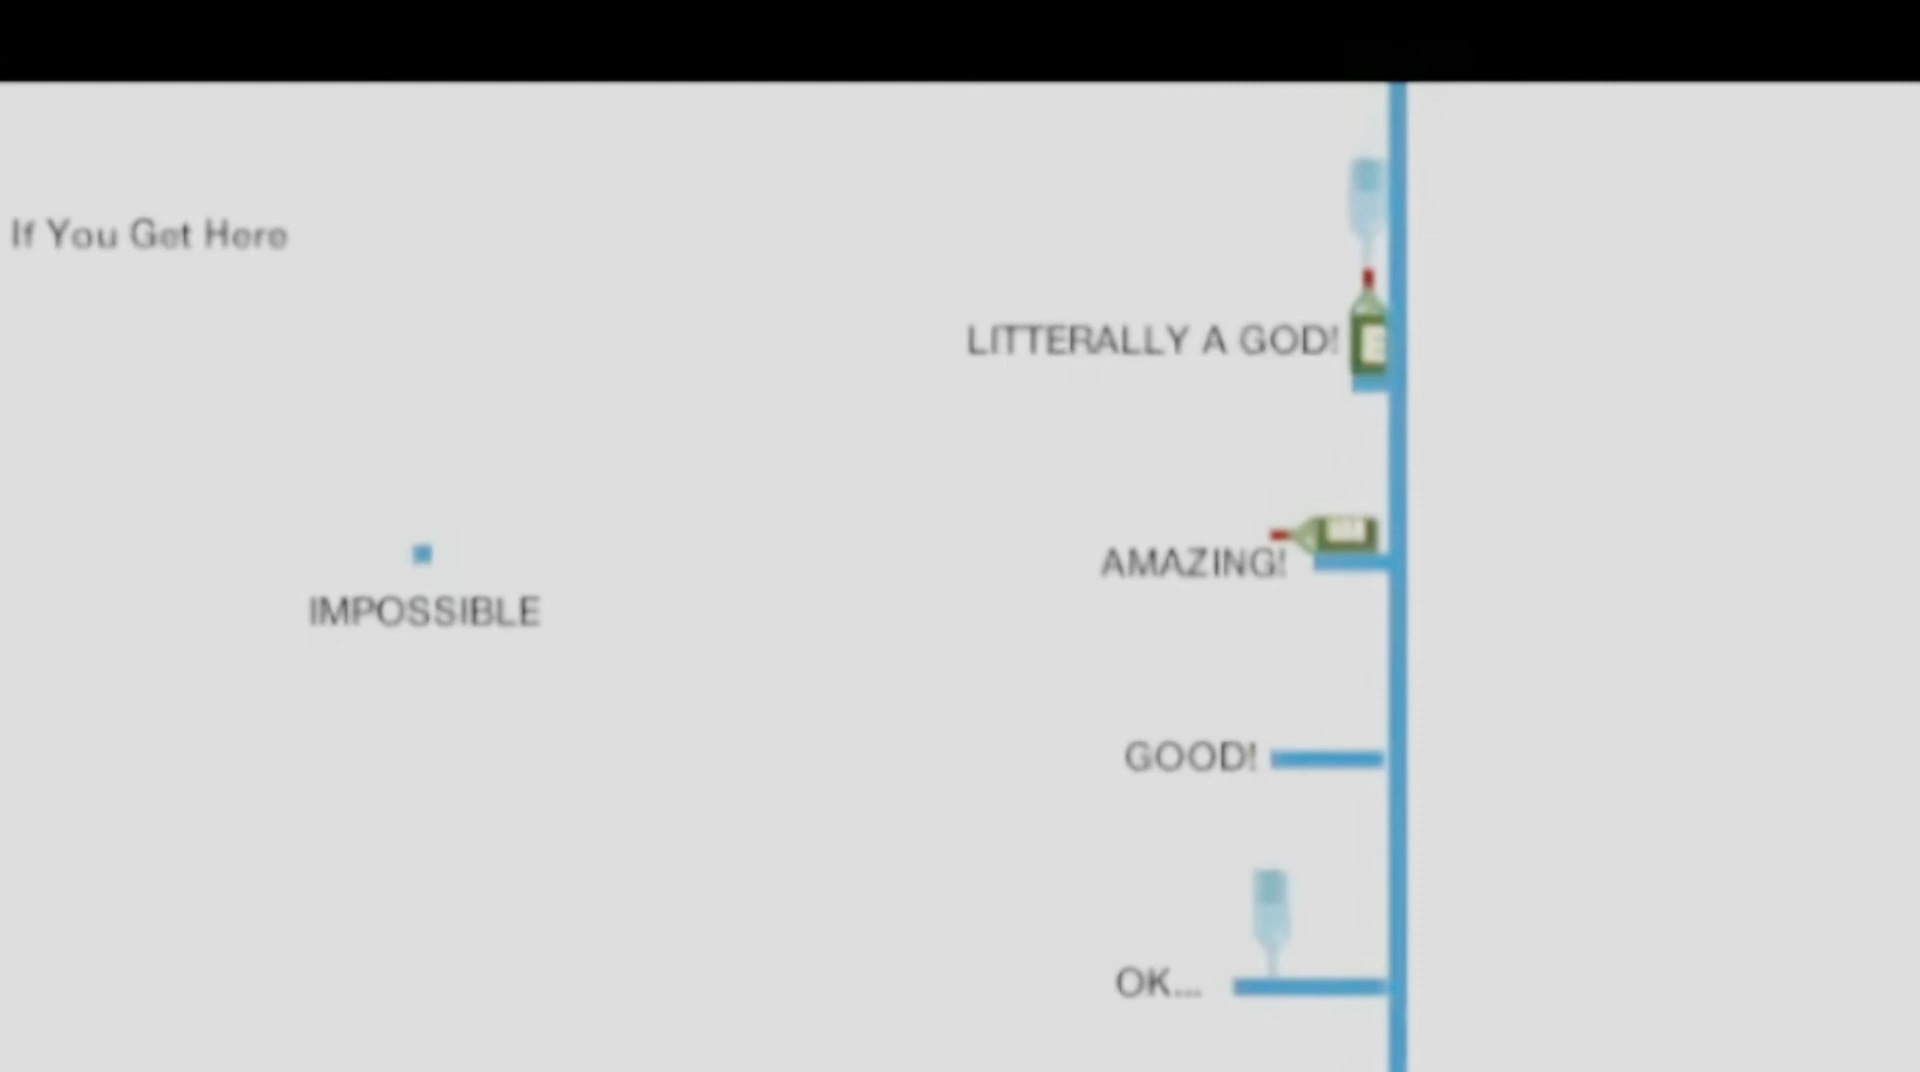 If You Get Here
LITTERALLY A GOD!
AMAZING!
IMPOSSIBLE
GOOD!
OK...